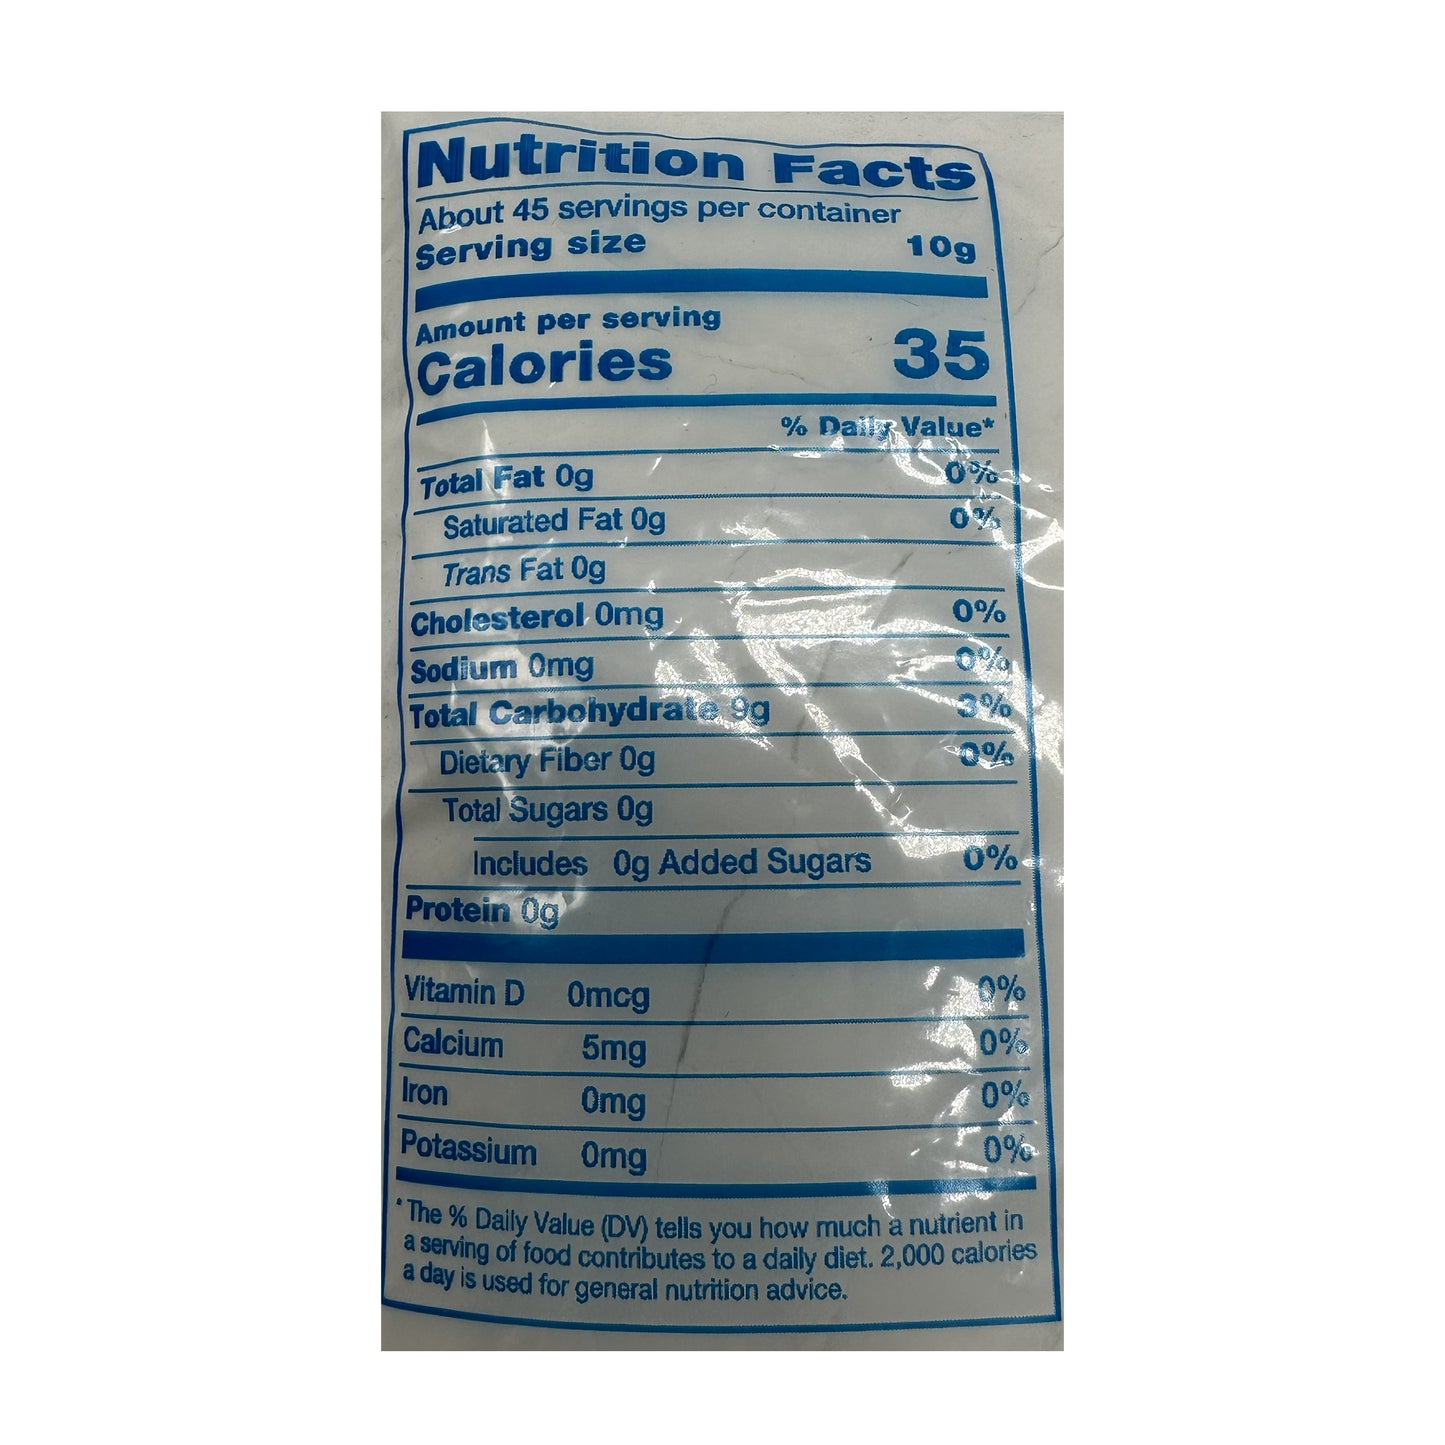 Nutrition Facts
About 45 servings per container
Serving size 10g
Amount per serving
Calories 35
% Daily Value*
Total Fat 0g 0%
Saturated Fat 0g 0%
Trans Fat 0g
Cholesterol 0mg 0%
Sodium 0mg 0%
Total Carbohydrate 9g 3%
Dietary Fiber 0g 0%
Total Sugars 0g
Includes 0g Added Sugars 0%
Protein 0g
Vitamin D 0mcg 0%
Calcium 5mg 0%
Iron 0mg 0%
Potassium 0mg 0%
* The % Daily Value (DV) tells you how much a nutrient in
a serving of food contributes to a daily diet. 2,000 calories
a day is used for general nutrition advice.